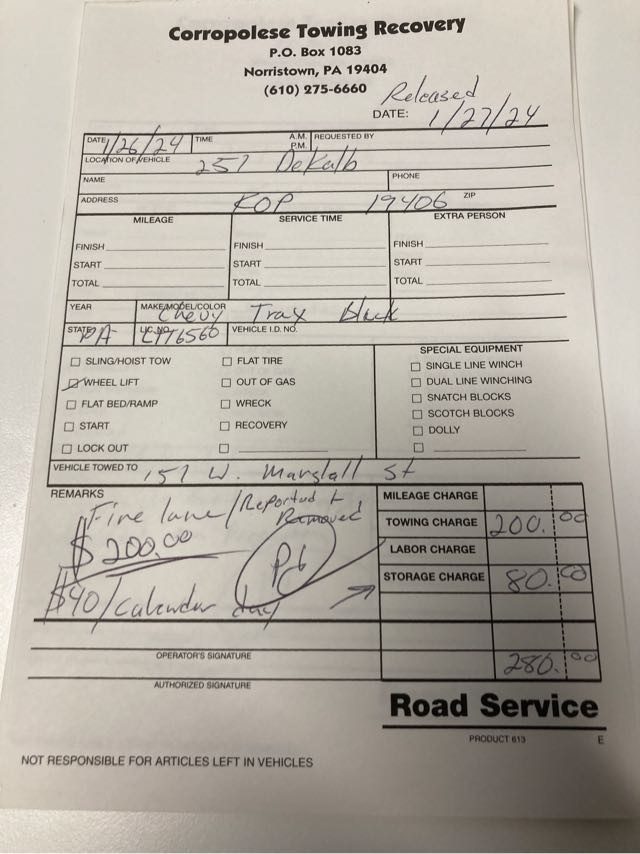 Corropolese Towing Recovery
P.O. Box 1083
Norristown, PA 19404
(610) 275-6660
Released
DATE: 1/27/24
DATE 1/26/24 TIME A.M. P.M. REQUESTED BY
LOCATION OF VEHICLE 251 DeKalb
NAME PHONE
ADDRESS KOP 19406 ZIP
MILEAGE SERVICE TIME EXTRA PERSON
FINISH FINISH FINISH
START START START
TOTAL TOTAL TOTAL
YEAR MAKE/MODEL/COLOR Chevy Trax black
STATE PA LIC. NO. VEHICLE I.D. NO.
SPECIAL EQUIPMENT
SLING/HOIST TOW FLAT TIRE SINGLE LINE WINCH
WHEEL LIFT OUT OF GAS DUAL LINE WINCHING
FLAT BED/RAMP WRECK SNATCH BLOCKS
START RECOVERY SCOTCH BLOCKS
LOCK OUT DOLLY
VEHICLE TOWED TO 151 W. Marshall St
REMARKS
Fire lane/Reported +
Removed
$200.00
Pd
$40/calendar day
MILEAGE CHARGE
TOWING CHARGE 200.00
LABOR CHARGE
STORAGE CHARGE 80.00
280.00
OPERATOR'S SIGNATURE
AUTHORIZED SIGNATURE
Road Service
PRODUCT 613 E
NOT RESPONSIBLE FOR ARTICLES LEFT IN VEHICLES